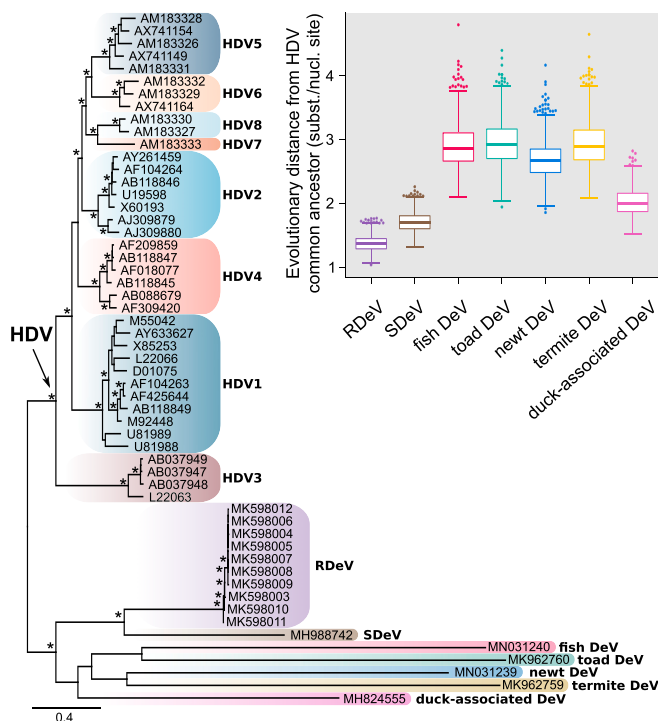 AM183328
AX741154
AM183326
AX741149
AM183331
HDV5
AM183332
AM183329
AX741164
HDV6
AM183330
AM183327
HDV8
AM183333
HDV7
AY261459
AF104264
AB118846
U19598
X60193
AJ309879
AJ309880
HDV2
AF209859
AB118847
AF018077
AB118845
AB088679
AF309420
HDV4
HDV
M55042
AY633627
X85253
L22066
D01075
AF104263
AF425644
AB118849
M92448
U81989
U81988
HDV1
AB037949
AB037947
AB037948
L22063
HDV3
MK598012
MK598006
MK598004
MK598005
MK598007
MK598008
MK598009
MK598003
MK598010
MK598011
RDeV
MH988742 SDeV
MN031240 fish DeV
MK962760 toad DeV
MN031239 newt DeV
MK962759 termite DeV
MH824555 duck-associated DeV
0.4
Evolutionary distance from HDV
common ancestor (subst./nucl. site)
4
3
2
1
RDeV
SDeV
fish DeV
toad DeV
newt DeV
termite DeV
duck-associated DeV